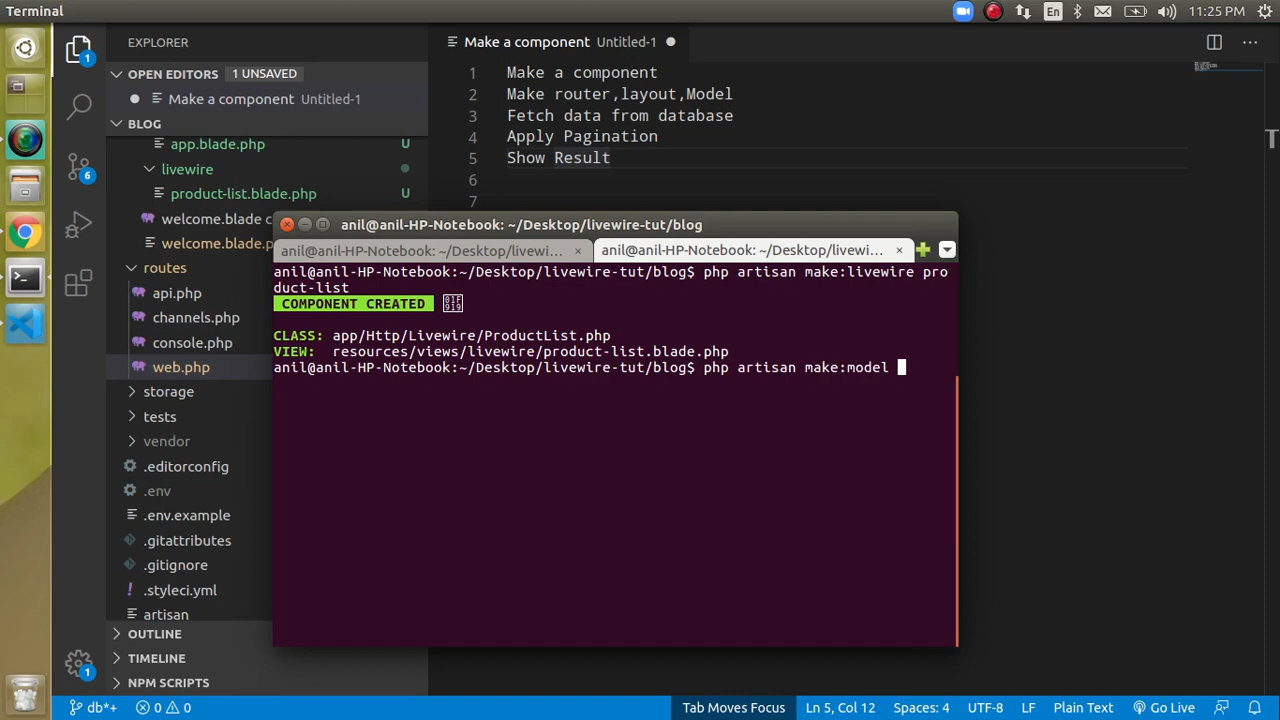 Terminal
En
11:25 PM
EXPLORER
OPEN EDITORS 1 UNSAVED
Make a component Untitled-1
BLOG
app.blade.php U
livewire
product-list.blade.php U
welcome.blade c
welcome.blade.p
routes
api.php
channels.php
console.php
web.php
storage
tests
vendor
.editorconfig
.env
.env.example
.gitattributes
.gitignore
.styleci.yml
artisan
OUTLINE
TIMELINE
NPM SCRIPTS
1
6
1
Make a component Untitled-1
1 Make a component
2 Make router,layout,Model
3 Fetch data from database
4 Apply Pagination
5 Show Result
6
7
anil@anil-HP-Notebook: ~/Desktop/livewire-tut/blog
anil@anil-HP-Notebook: ~/Desktop/livewi...
anil@anil-HP-Notebook: ~/Desktop/livewi...
anil@anil-HP-Notebook:~/Desktop/livewire-tut/blog$ php artisan make:livewire pro
duct-list
COMPONENT CREATED 01F919
CLASS: app/Http/Livewire/ProductList.php
VIEW: resources/views/livewire/product-list.blade.php
anil@anil-HP-Notebook:~/Desktop/livewire-tut/blog$ php artisan make:model
db*+ 0 0
Tab Moves Focus Ln 5, Col 12 Spaces: 4 UTF-8 LF Plain Text Go Live